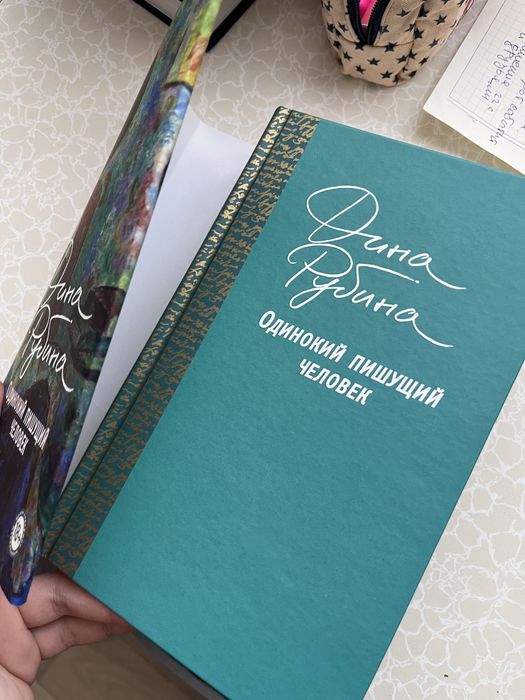 Дина
Рубина
Одинокий пишущий
человек
Дина
Рубина
Одинокий пишущий
человек